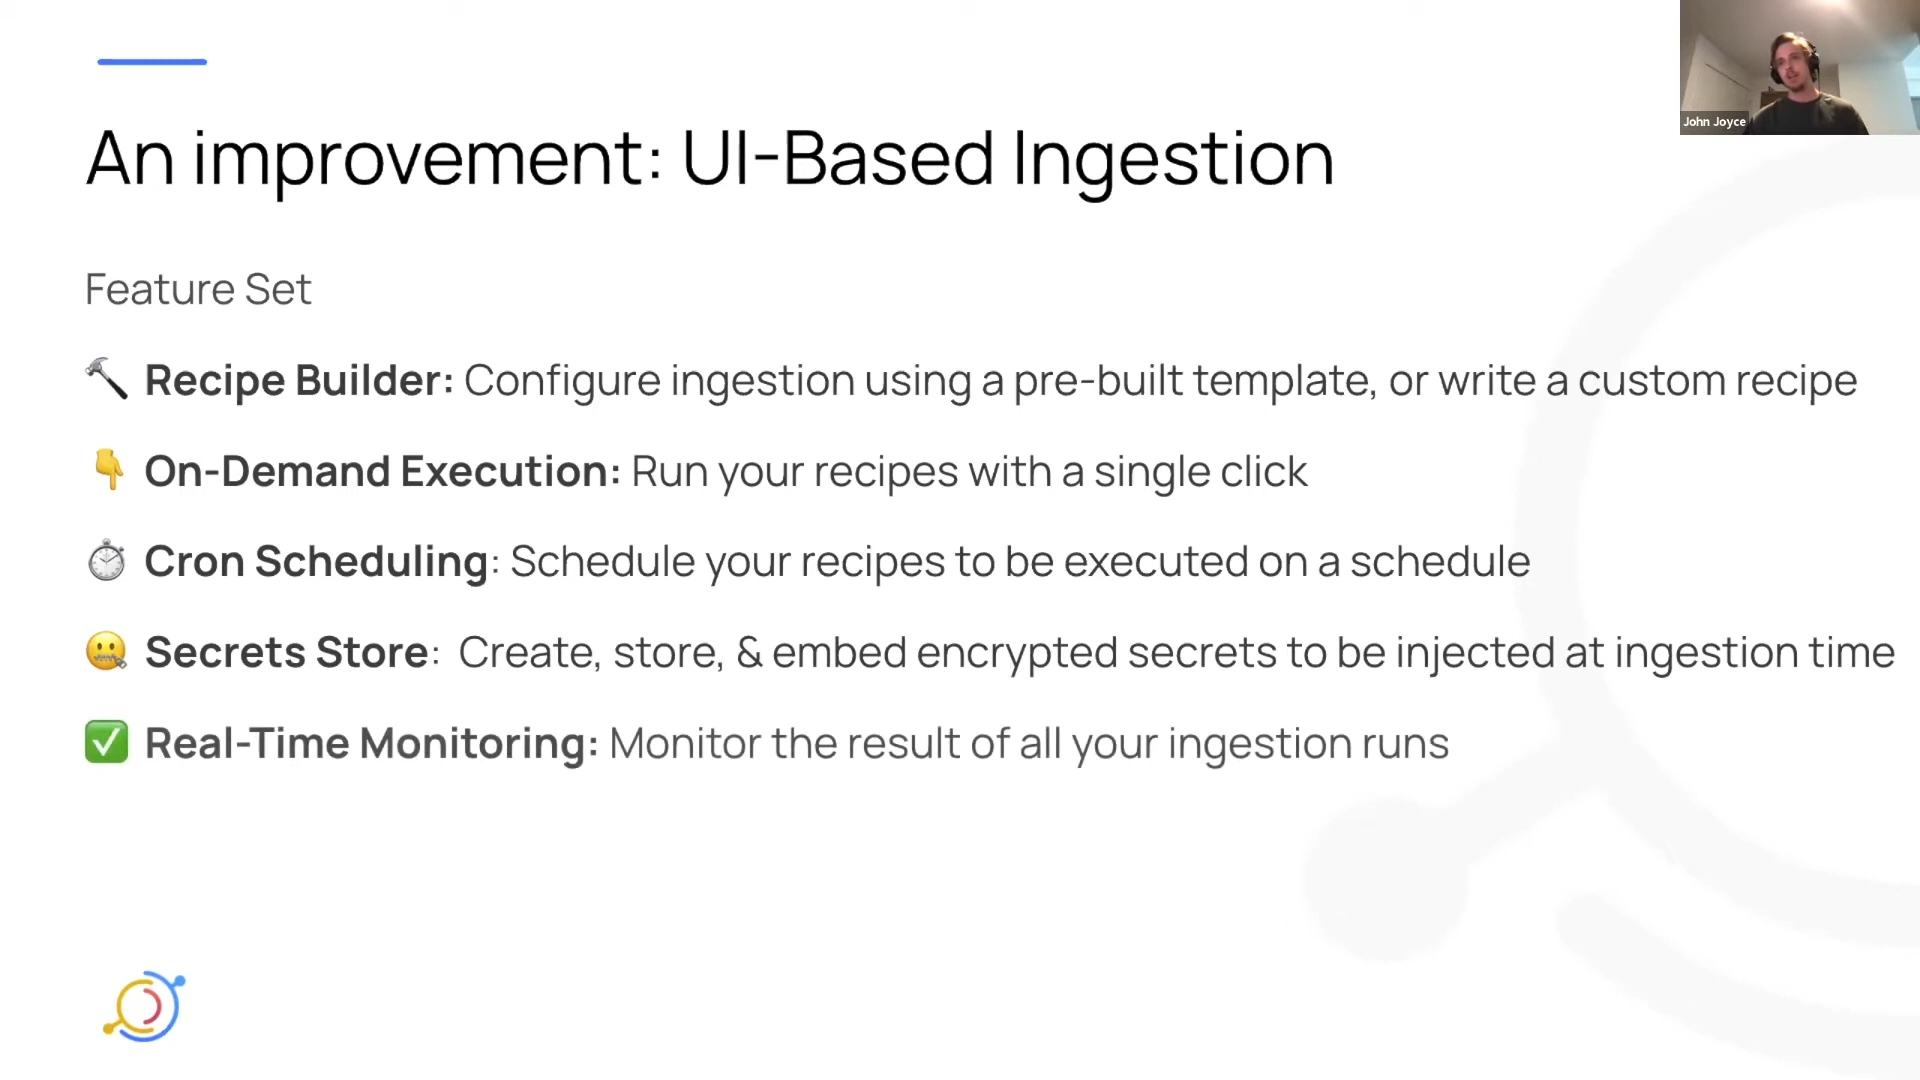 John Joyce
An improvement: UI-Based Ingestion
Feature Set
Recipe Builder: Configure ingestion using a pre-built template, or write a custom recipe
On-Demand Execution: Run your recipes with a single click
Cron Scheduling: Schedule your recipes to be executed on a schedule
Secrets Store: Create, store, & embed encrypted secrets to be injected at ingestion time
Real-Time Monitoring: Monitor the result of all your ingestion runs